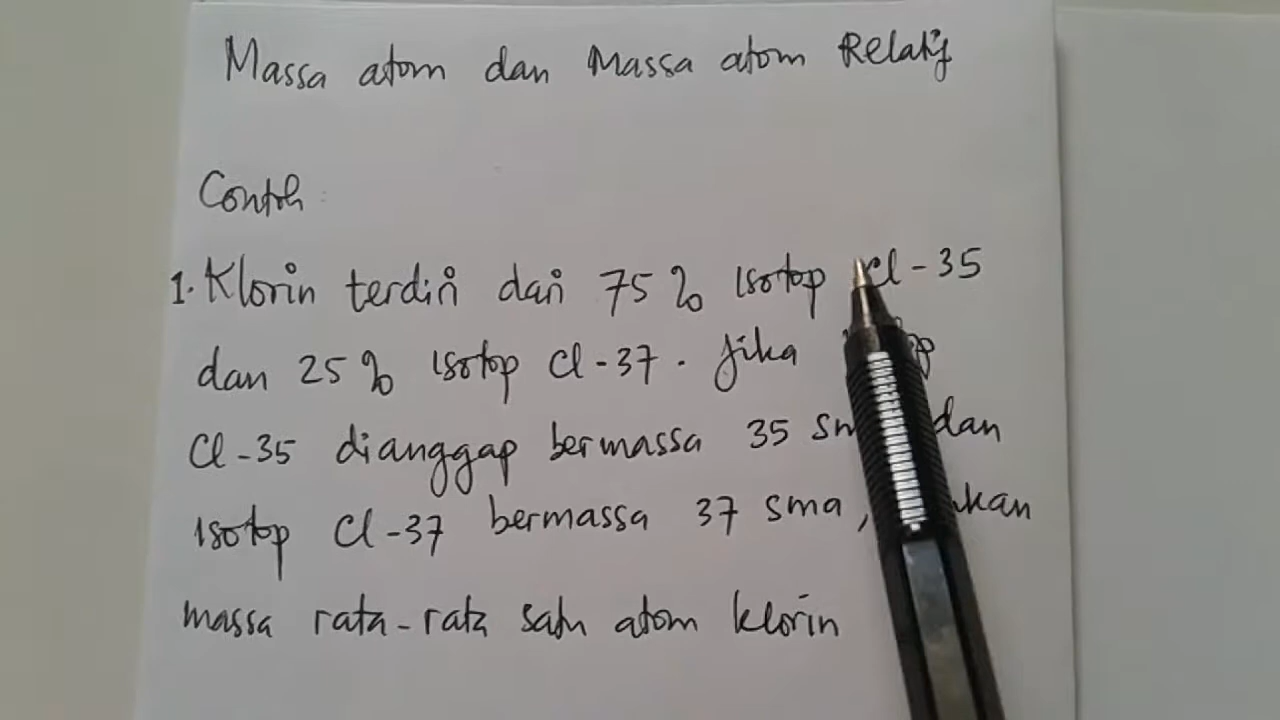 Massa atom dan Massa atom Relatif
Contoh :
1. Klorin terdiri dari 75% Isotop Cl-35
dan 25% isotop Cl-37. Jika
Cl-35 dianggap bermassa 35 dan
Isotop Cl-37 bermassa 37 sma,
massa rata-rata satu atom klorin